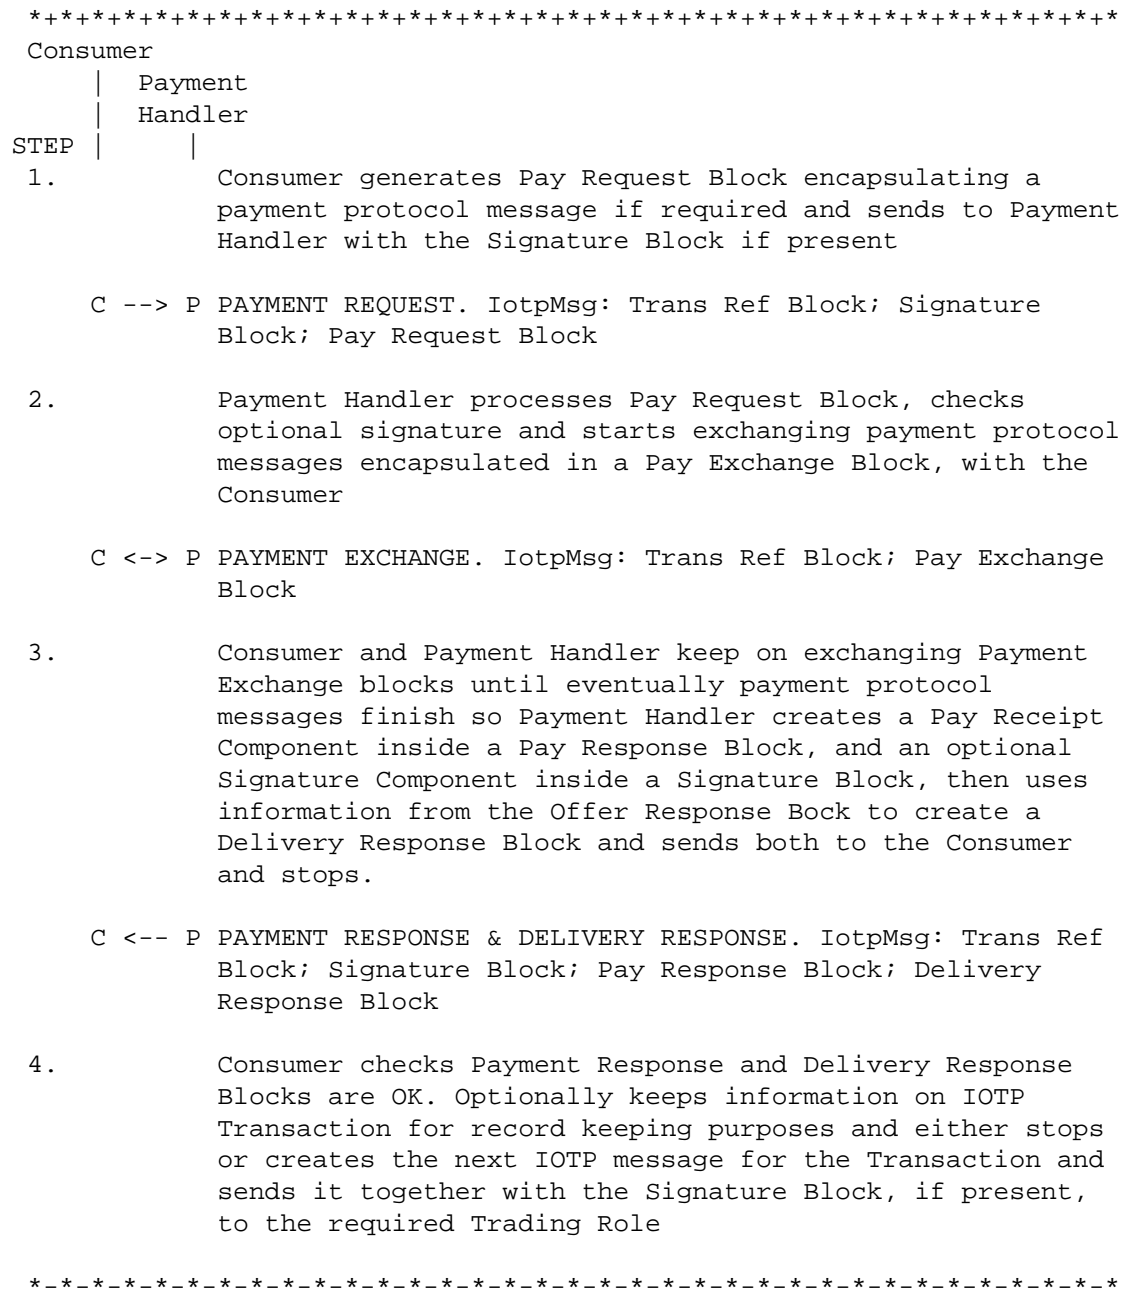 *+*+*+*+*+*+*+*+*+*+*+*+*+*+*+*+*+*+*+*+*+*+*+*+*+*+*+*+*+*+*+*+*+*+*
Consumer
| Payment
| Handler
STEP | |
1. Consumer generates Pay Request Block encapsulating a
payment protocol message if required and sends to Payment
Handler with the Signature Block if present
C --> P PAYMENT REQUEST. IotpMsg: Trans Ref Block; Signature
Block; Pay Request Block
2. Payment Handler processes Pay Request Block, checks
optional signature and starts exchanging payment protocol
messages encapsulated in a Pay Exchange Block, with the
Consumer
C <-> P PAYMENT EXCHANGE. IotpMsg: Trans Ref Block; Pay Exchange
Block
3. Consumer and Payment Handler keep on exchanging Payment
Exchange blocks until eventually payment protocol
messages finish so Payment Handler creates a Pay Receipt
Component inside a Pay Response Block, and an optional
Signature Component inside a Signature Block, then uses
information from the Offer Response Bock to create a
Delivery Response Block and sends both to the Consumer
and stops.
C <-- P PAYMENT RESPONSE & DELIVERY RESPONSE. IotpMsg: Trans Ref
Block; Signature Block; Pay Response Block; Delivery
Response Block
4. Consumer checks Payment Response and Delivery Response
Blocks are OK. Optionally keeps information on IOTP
Transaction for record keeping purposes and either stops
or creates the next IOTP message for the Transaction and
sends it together with the Signature Block, if present,
to the required Trading Role
*-*-*-*-*-*-*-*-*-*-*-*-*-*-*-*-*-*-*-*-*-*-*-*-*-*-*-*-*-*-*-*-*-*-*